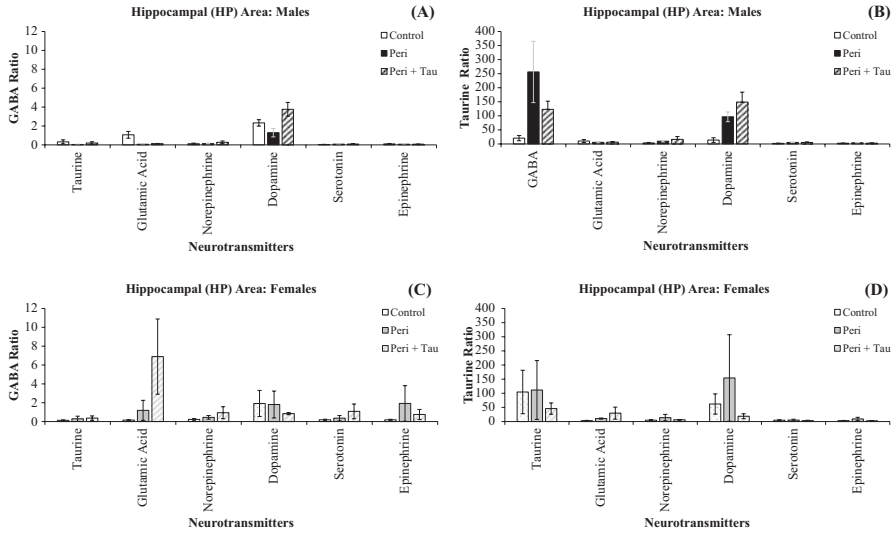 Hippocampal (HP) Area: Males
(A)
GABA Ratio
12
10
8
6
4
2
0
Control
Peri
Peri + Tau
Taurine
Glutamic Acid
Norepinephrine
Dopamine
Serotonin
Epinephrine
Neurotransmitters
Hippocampal (HP) Area: Males
(B)
Taurine Ratio
400
350
300
250
200
150
100
50
0
Control
Peri
Peri + Tau
GABA
Glutamic Acid
Norepinephrine
Dopamine
Serotonin
Epinephrine
Neurotransmitters
Hippocampal (HP) Area: Females
(C)
GABA Ratio
12
10
8
6
4
2
0
Control
Peri
Peri + Tau
Taurine
Glutamic Acid
Norepinephrine
Dopamine
Serotonin
Epinephrine
Neurotransmitters
Hippocampal (HP) Area: Females
(D)
Taurine Ratio
400
350
300
250
200
150
100
50
0
Control
Peri
Peri + Tau
Taurine
Glutamic Acid
Norepinephrine
Dopamine
Serotonin
Epinephrine
Neurotransmitters